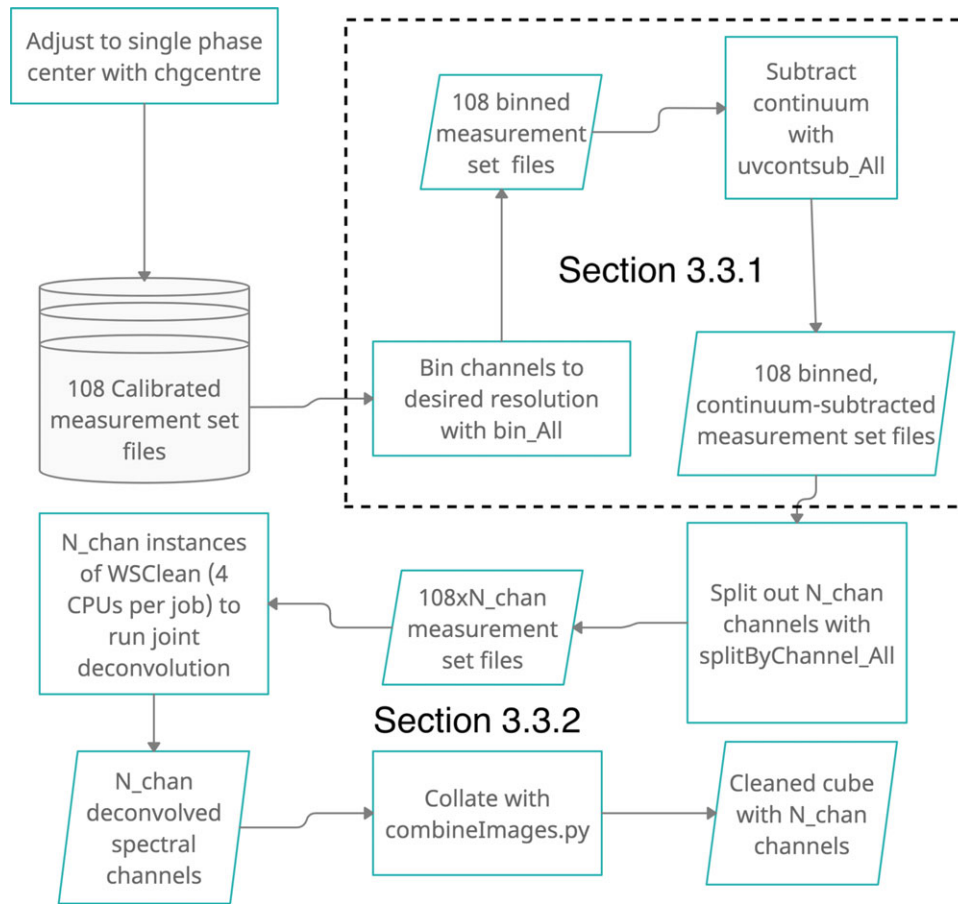 Adjust to single phase
center with chgcentre
108 Calibrated
measurement set
files
Bin channels to
desired resolution
with bin_All
108 binned
measurement
set files
Subtract
continuum
with
uvcontsub_All
Section 3.3.1
108 binned,
continuum-subtracted
measurement set files
Split out N_chan
channels with
splitByChannel_All
108xN_chan
measurement
set files
N_chan instances
of WSClean (4
CPUs per job) to
run joint
deconvolution
Section 3.3.2
N_chan
deconvolved
spectral
channels
Collate with
combineImages.py
Cleaned cube
with N_chan
channels